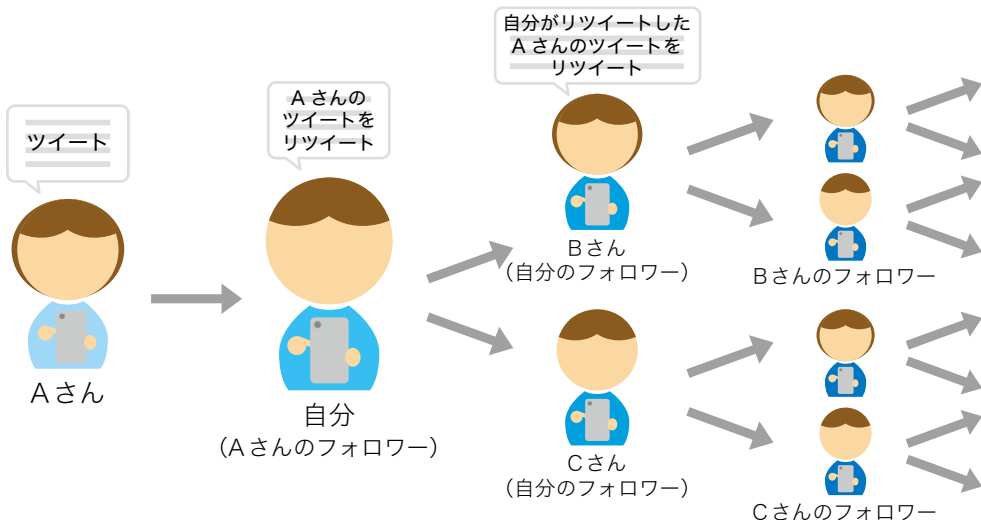 ツイート
Aさん
Aさんの
ツイートを
リツイート
自分
（Aさんのフォロワー）
自分がリツイートした
Aさんのツイートを
リツイート
Bさん
（自分のフォロワー）
Cさん
（自分のフォロワー）
Bさんのフォロワー
Cさんのフォロワー